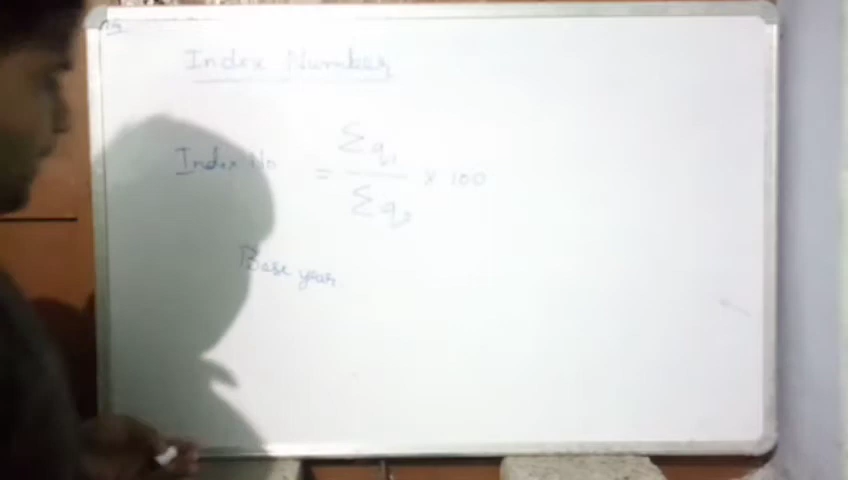 Index Number
Index No = Σq₁ / Σq₀ × 100
Base year